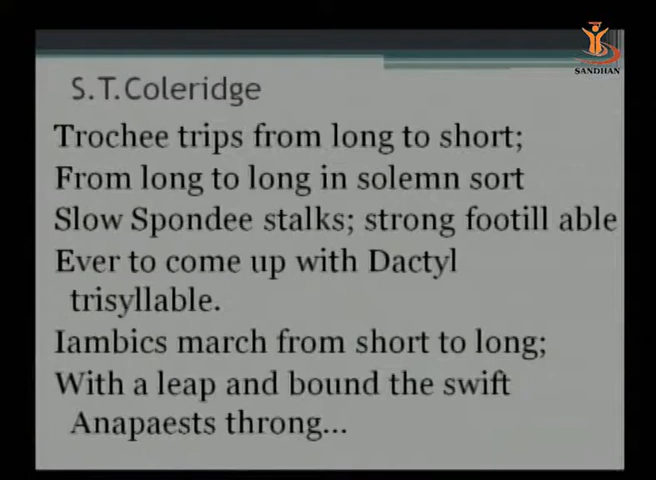 SANDHAN
S.T.Coleridge
Trochee trips from long to short;
From long to long in solemn sort
Slow Spondee stalks; strong footill able
Ever to come up with Dactyl
trisyllable.
Iambics march from short to long;
With a leap and bound the swift
Anapaests throng...